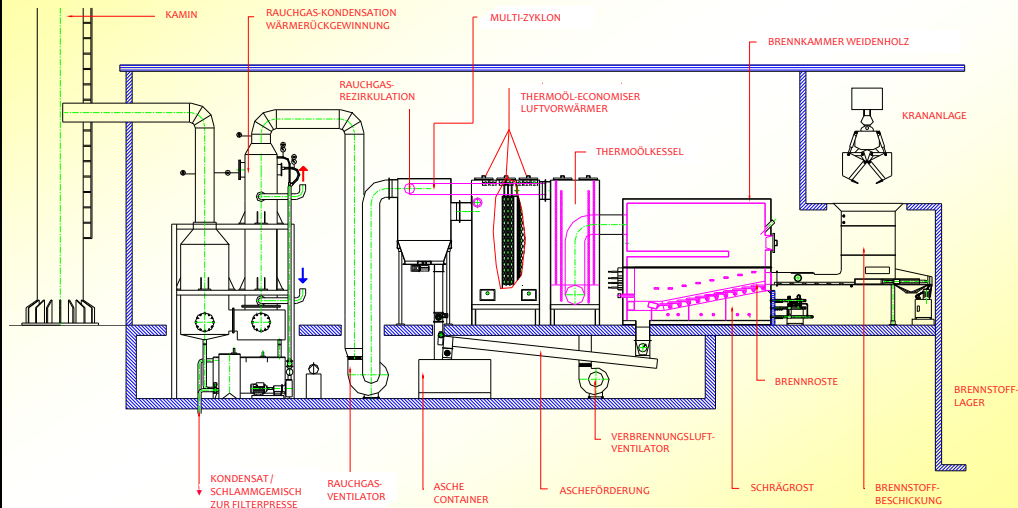 KAMIN
RAUCHGAS-KONDENSATION
WÄRMERÜCKGEWINNUNG
MULTI-ZYKLON
BRENNKAMMER WEIDENHOLZ
RAUCHGAS-
REZIRKULATION
THERMOÖL-ECONOMISER
LUFTVORWÄRMER
KRANANLAGE
THERMOÖLKESSEL
BRENNROSTE
BRENNSTOFF-
LAGER
VERBRENNUNGSLUFT-
VENTILATOR
KONDENSAT /
SCHLAMMGEMISCH
ZUR FILTERPRESSE
RAUCHGAS-
VENTILATOR
ASCHE
CONTAINER
ASCHEFÖRDERUNG
SCHRÄGROST
BRENNSTOFF-
BESCHICKUNG